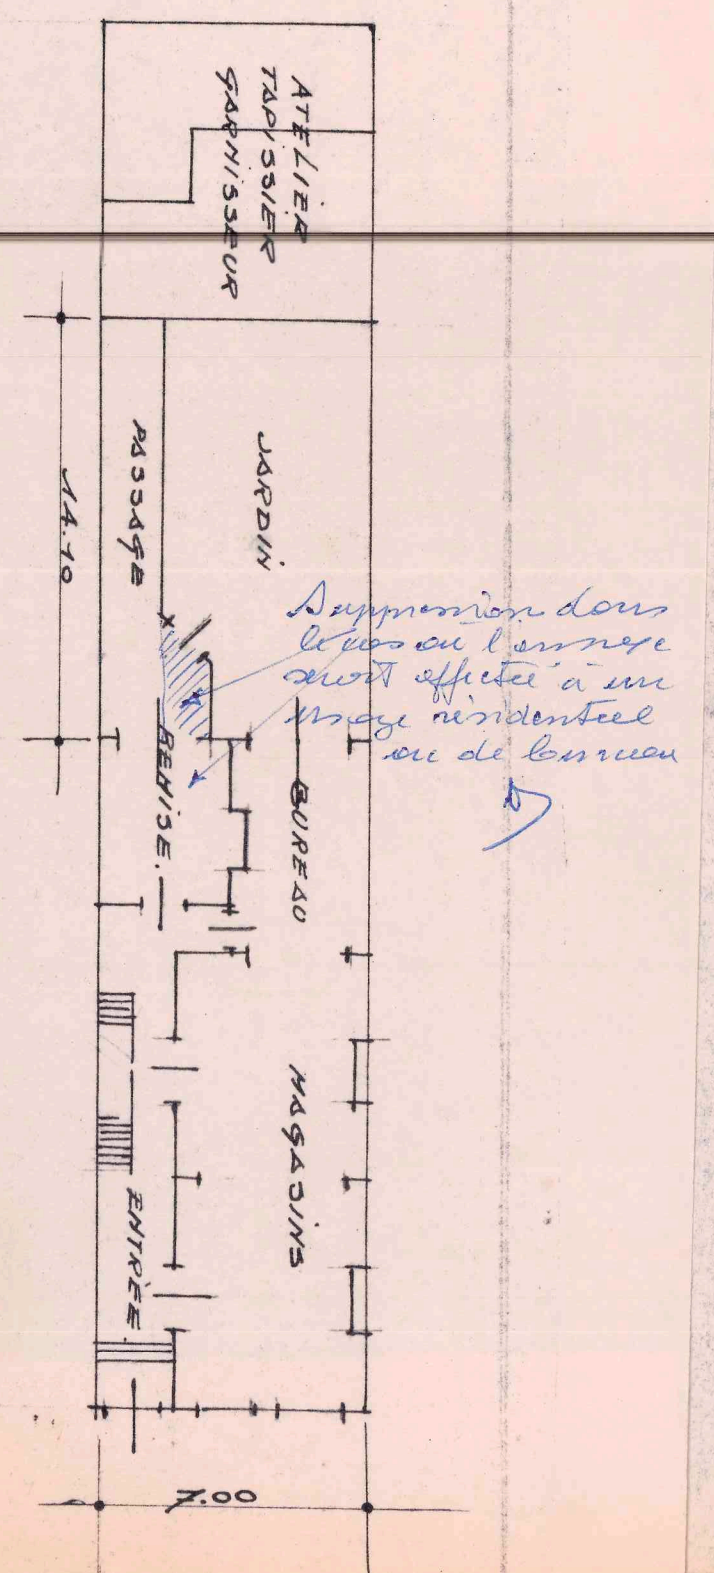 ATELIER
TAPISSIER
GARNISSEUR
JARDIN
PASSAGE
14.10
Suppression dans
le cas où l'annexe
serait affectée à un
usage résidentiel
ou de bureau
REMISE.
BUREAU
MAGASINS
ENTRÉE.
7.00